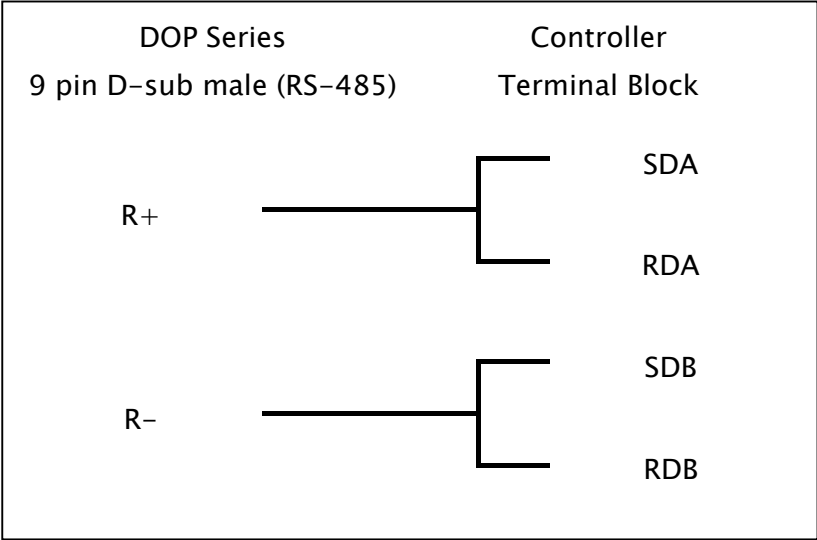 DOP Series Controller
9 pin D-sub male (RS-485) Terminal Block
SDA
R+
RDA
SDB
R-
RDB